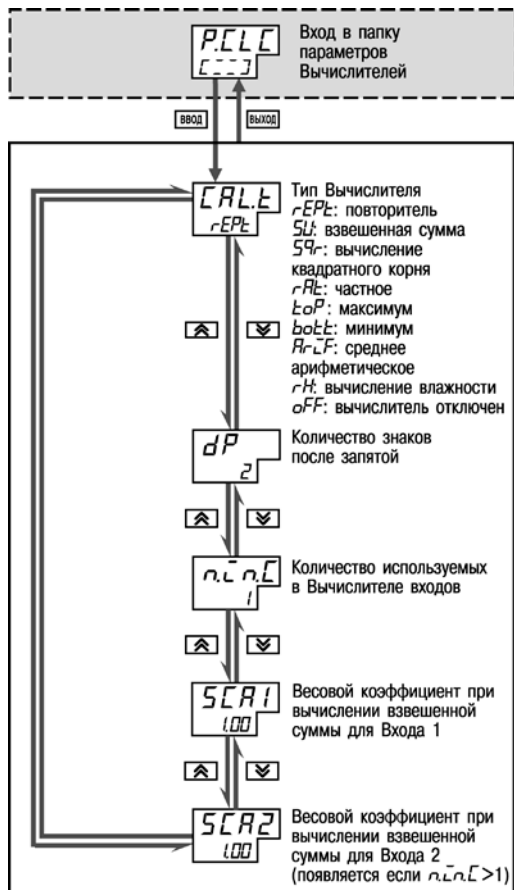 P.CLC
[---]
Вход в папку
параметров
Вычислителей
ВВОД
ВЫХОД
CAL.t
rEPt
Тип Вычислителя
rEPt: повторитель
SU: взвешенная сумма
Sqr: вычисление
квадратного корня
rAt: частное
toP: максимум
bott: минимум
AriF: среднее
арифметическое
rH: вычисление влажности
oFF: вычислитель отключен
dP
2
Количество знаков
после запятой
n.in.C
1
Количество используемых
в Вычислителе входов
SCA1
1.00
Весовой коэффициент при
вычислении взвешенной
суммы для Входа 1
SCA2
1.00
Весовой коэффициент при
вычислении взвешенной
суммы для Входа 2
(появляется если n.in.C>1)